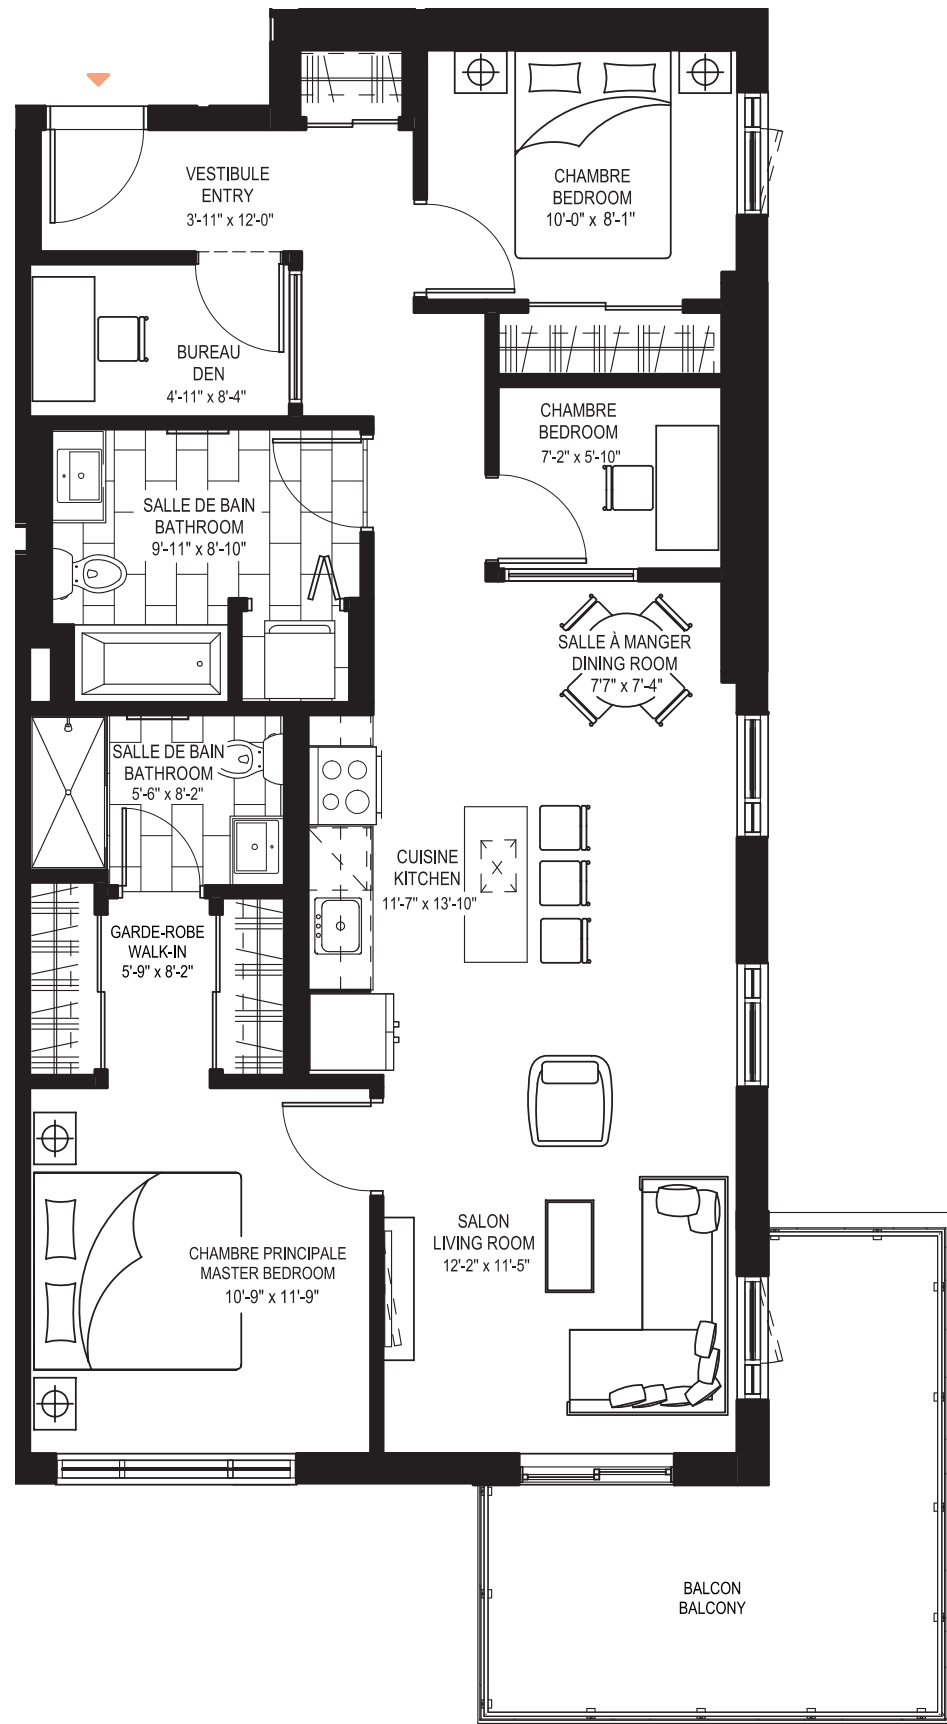 VESTIBULE
ENTRY
3'-11" x 12'-0"
CHAMBRE
BEDROOM
10'-0" x 8'-1"
BUREAU
DEN
4'-11" x 8'-4"
CHAMBRE
BEDROOM
7'-2" x 5'-10"
SALLE DE BAIN
BATHROOM
9'-11" x 8'-10"
SALLE À MANGER
DINING ROOM
7'7" x 7'-4"
SALLE DE BAIN
BATHROOM
5'-6" x 8'-2"
CUISINE
KITCHEN
11'-7" x 13'-10"
GARDE-ROBE
WALK-IN
5'-9" x 8'-2"
SALON
LIVING ROOM
12'-2" x 11'-5"
CHAMBRE PRINCIPALE
MASTER BEDROOM
10'-9" x 11'-9"
BALCON
BALCONY